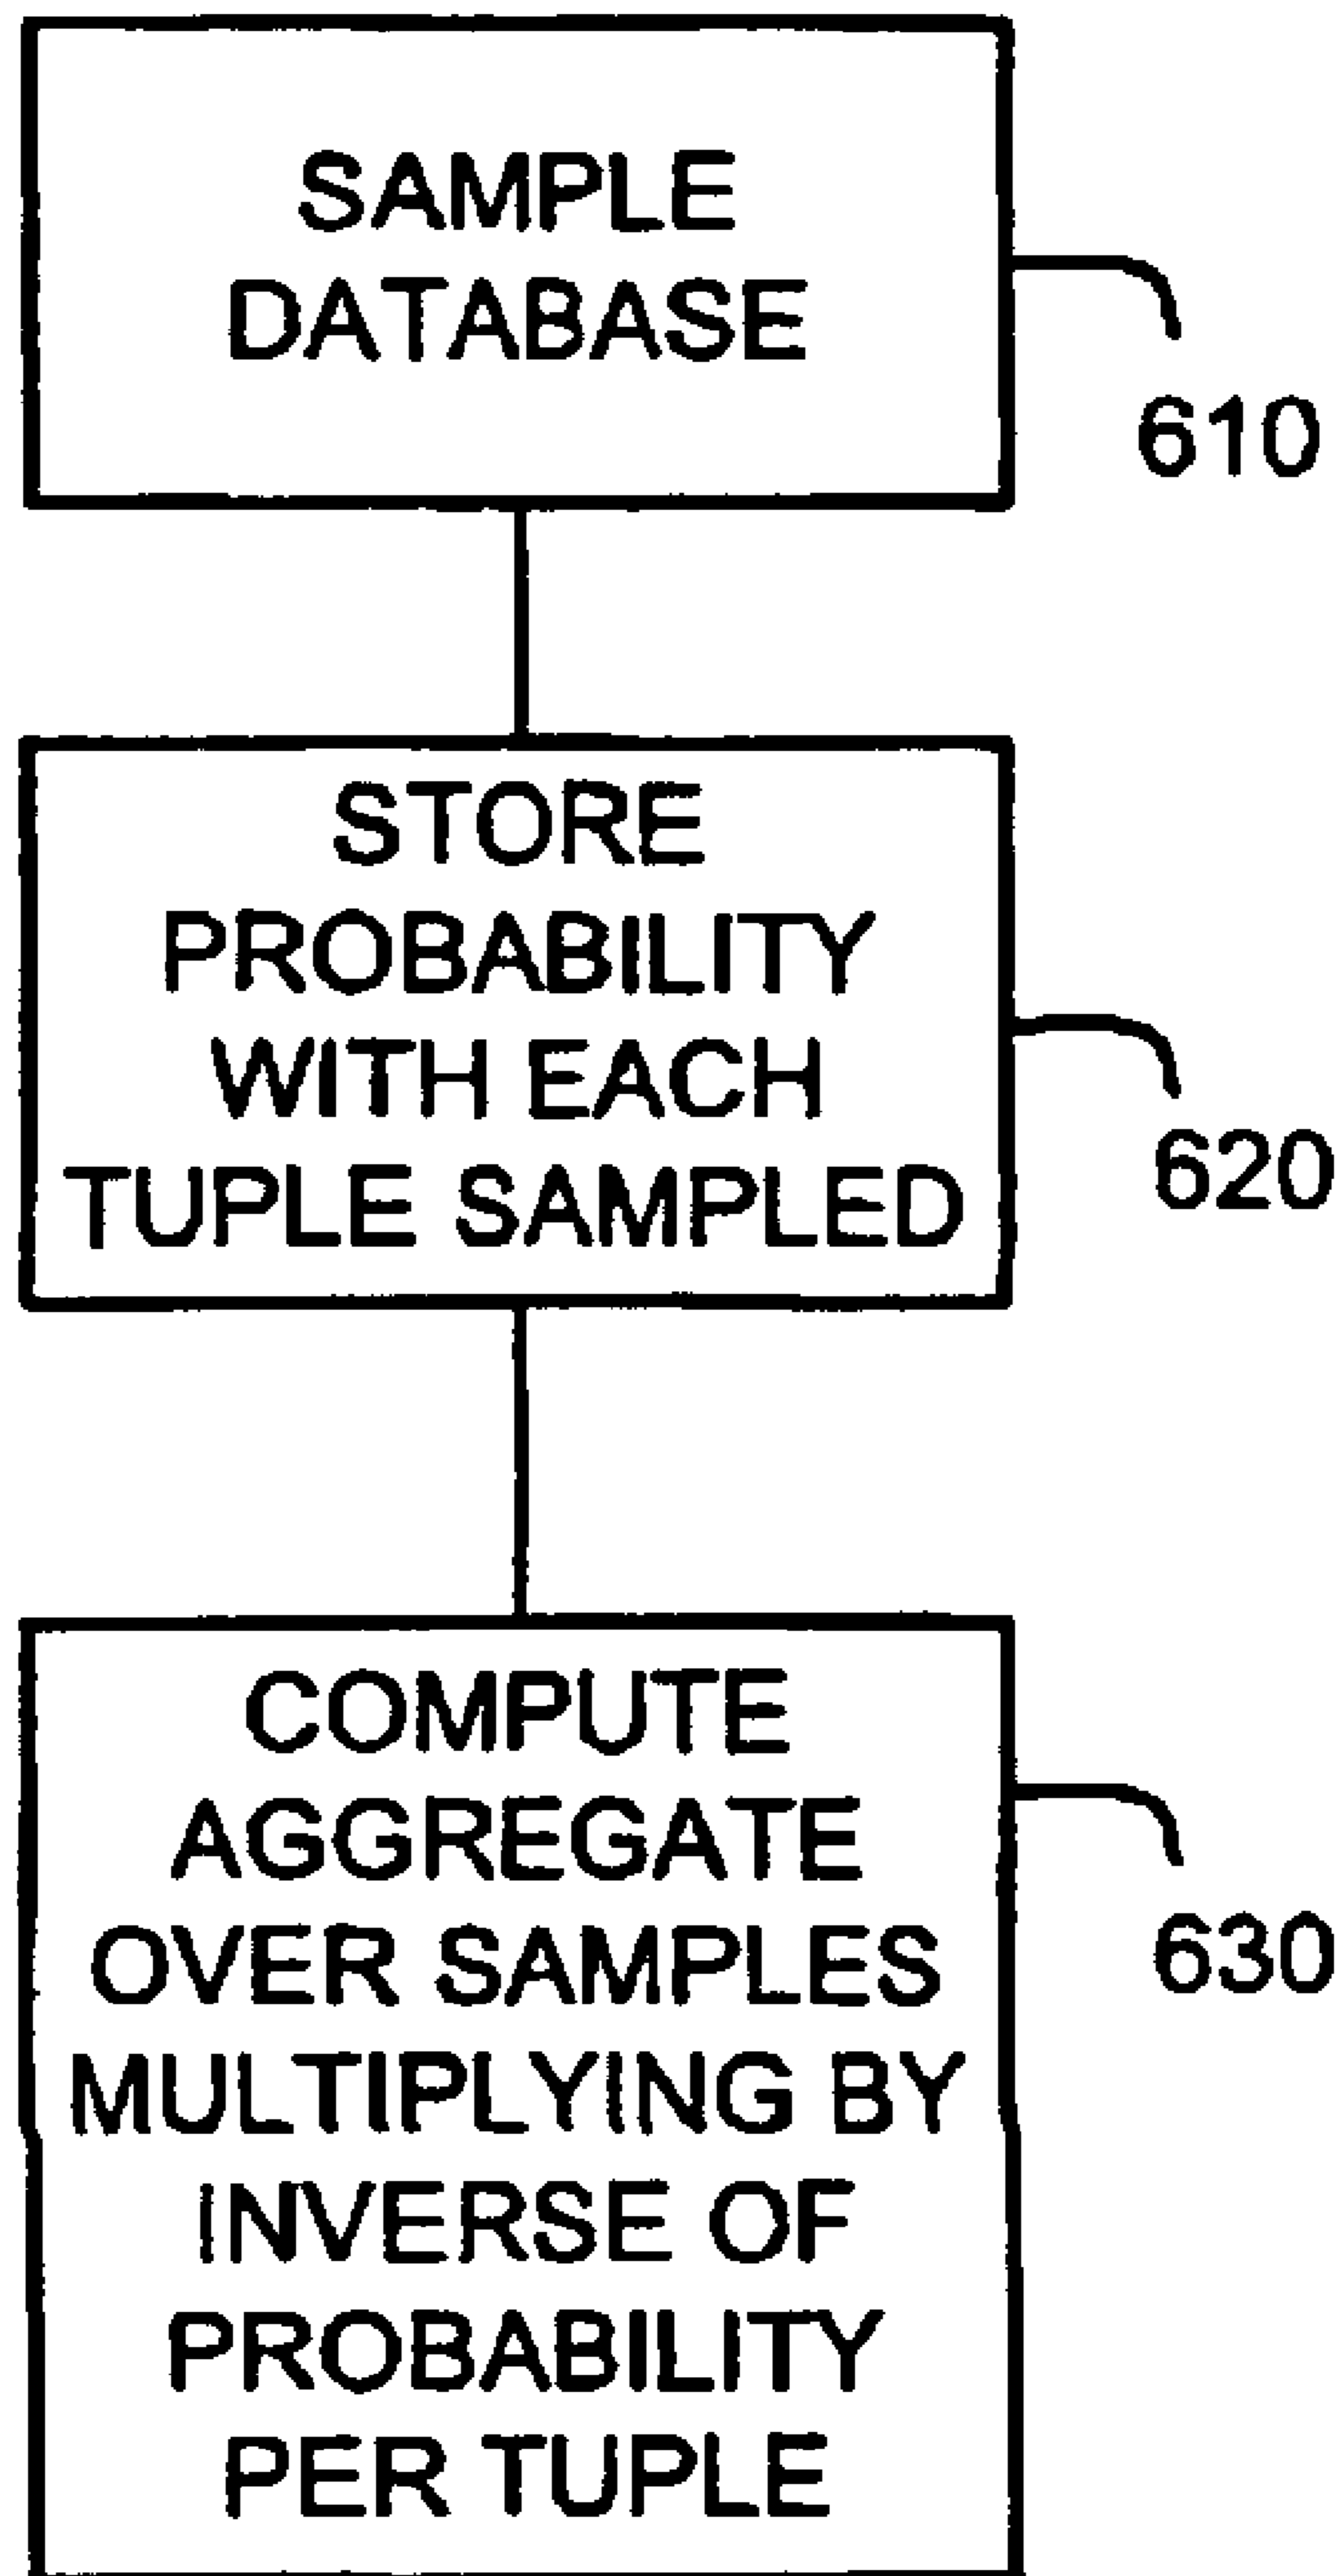 SAMPLE
DATABASE
610
STORE
PROBABILITY
WITH EACH
TUPLE SAMPLED
620
COMPUTE
AGGREGATE
OVER SAMPLES
MULTIPLYING BY
INVERSE OF
PROBABILITY
PER TUPLE
630